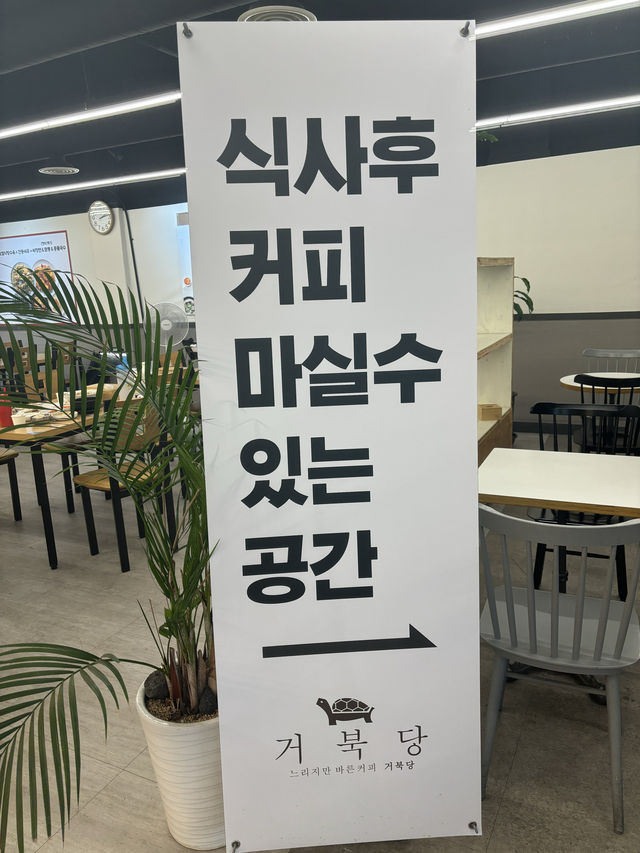 식사후
커피
마실수
있는
공간
거북당
느리지만 바른커피 거북당